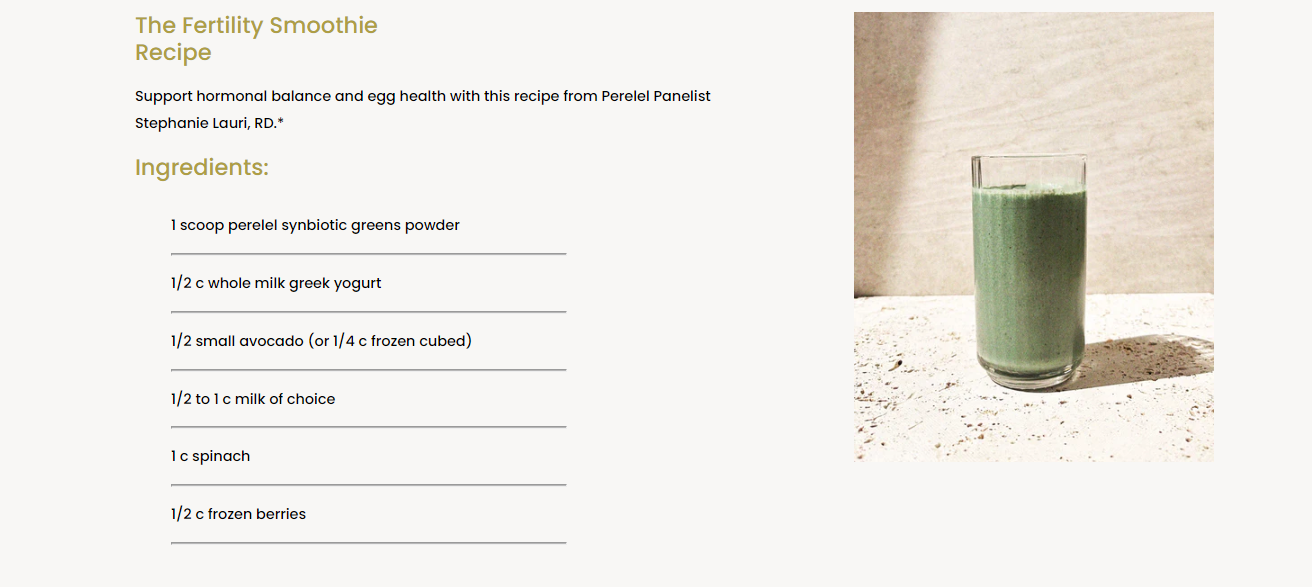 The Fertility Smoothie
Recipe
Support hormonal balance and egg health with this recipe from Perelel Panelist
Stephanie Lauri, RD.*
Ingredients:
1 scoop perelel synbiotic greens powder
1/2 c whole milk greek yogurt
1/2 small avocado (or 1/4 c frozen cubed)
1/2 to 1 c milk of choice
1 c spinach
1/2 c frozen berries